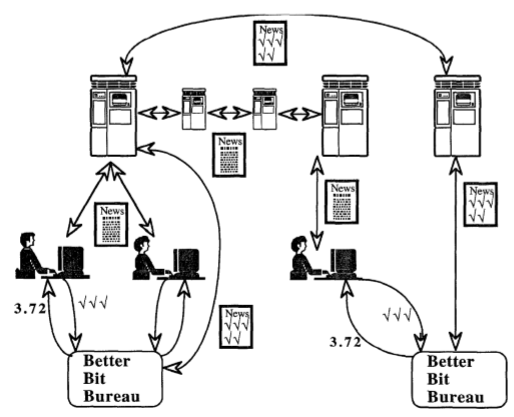 News
√√√
√√
News
News
News
News
√√√
√√
3.72
√√√
News
√√√
√√
3.72
√√√
Better
Bit
Bureau
Better
Bit
Bureau